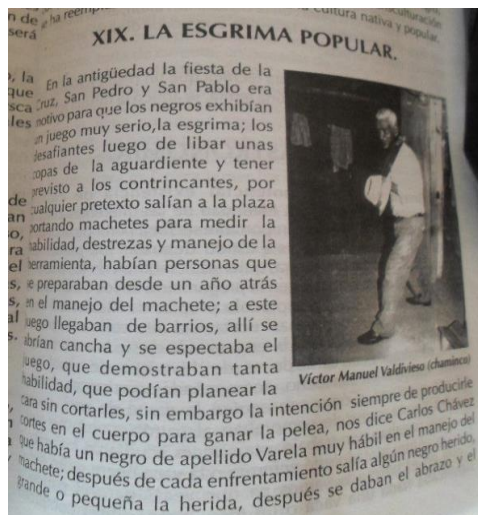 ulturación
cultura nativa y popular.
n de
ha reemp
será
XIX. LA ESGRIMA POPULAR.
En la antigüedad la fiesta de la
Cruz, San Pedro y San Pablo era
motivo para que los negros exhibían
un juego muy serio,la esgrima; los
desafiantes luego de libar unas
copas de la aguardiente y tener
previsto a los contrincantes, por
cualquier pretexto salían a la plaza
portando machetes para medir la
habilidad, destrezas y manejo de la
herramienta, habían personas que
se preparaban desde un año atrás
en el manejo del machete; a este
juego llegaban de barrios, allí se
abrían cancha y se espectaba el
juego, que demostraban tanta
habilidad, que podían planear la
cara sin cortarles, sin embargo la intención siempre de producirle
cortes en el cuerpo para ganar la pelea, nos dice Carlos Chávez
que había un negro de apellido Varela muy hábil en el manejo del
machete; después de cada enfrentamiento salía algún negro herido,
grande o pequeña la herida, después se daban el abrazo y el
Víctor Manuel Valdivieso (chaminco)